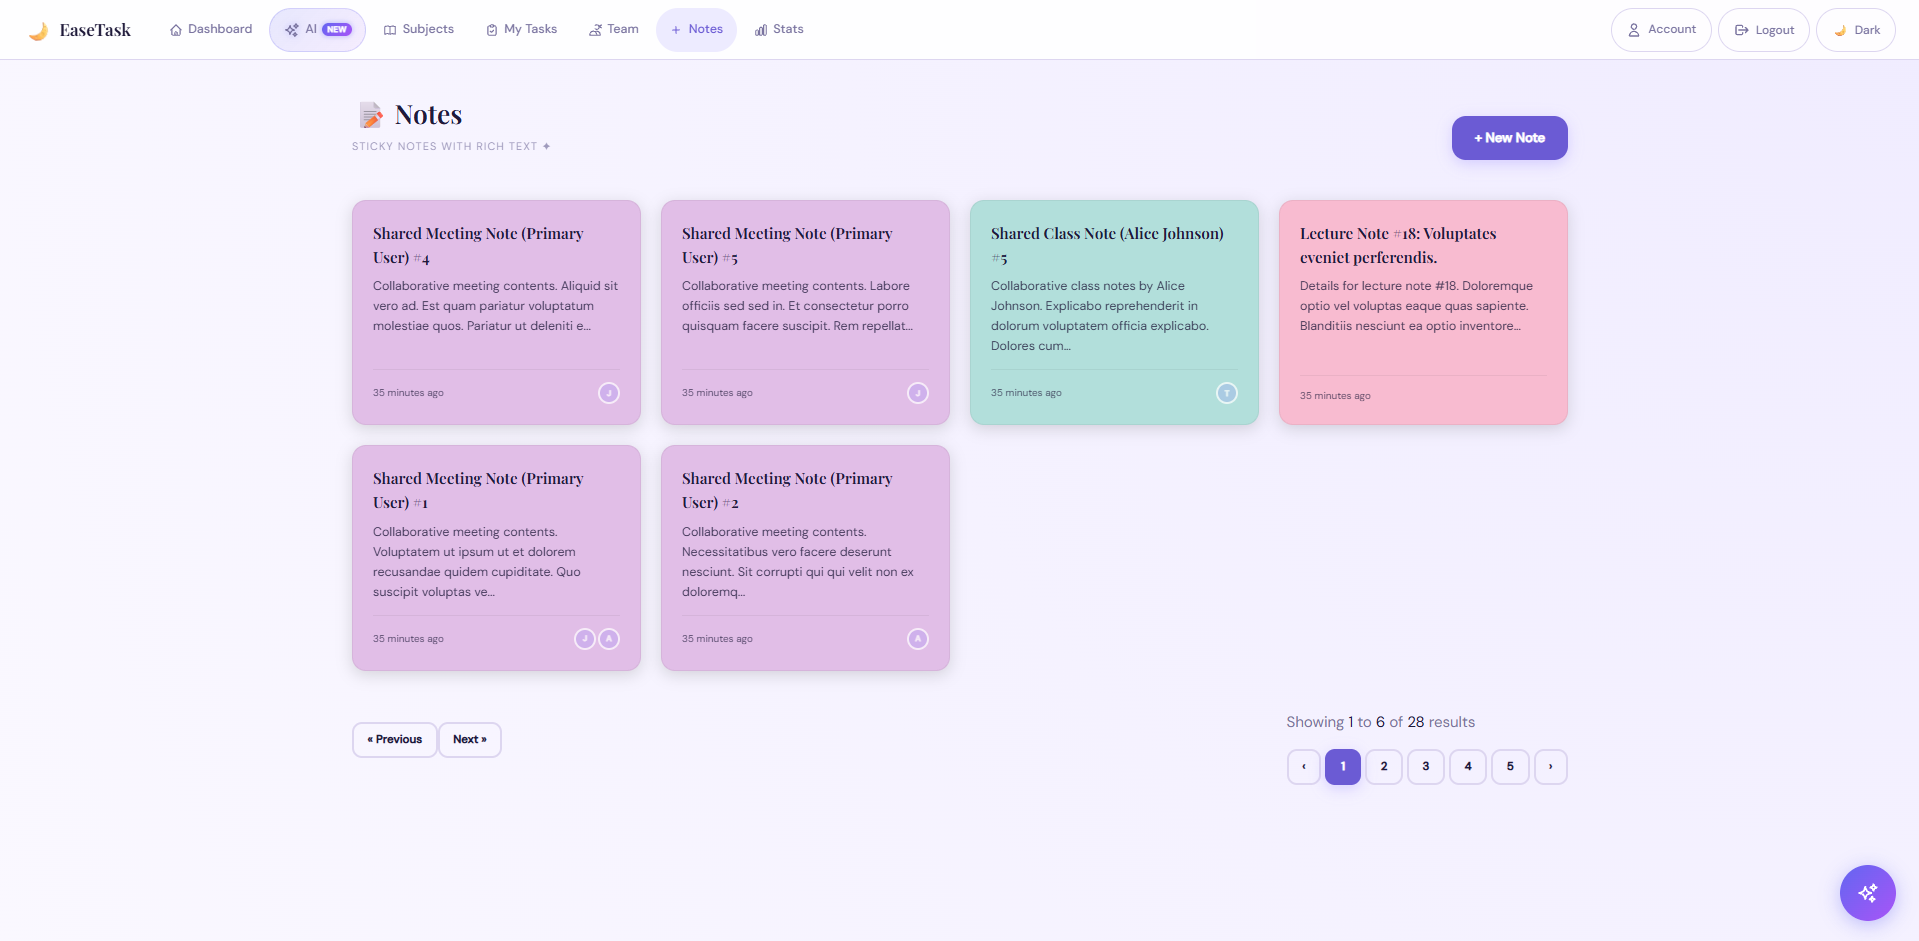 EaseTask
Dashboard
AI NEW
Subjects
My Tasks
Team
Notes
Stats
Account
Logout
Dark
Notes
STICKY NOTES WITH RICH TEXT ✦
+ New Note
Shared Meeting Note (Primary
User) #4
Collaborative meeting contents. Aliquid sit
vero ad. Est quam pariatur voluptatum
molestiae quos. Pariatur ut deleniti e...
35 minutes ago
J
Shared Meeting Note (Primary
User) #5
Collaborative meeting contents. Labore
officiis sed sed in. Et consectetur porro
quisquam facere suscipit. Rem repellat...
35 minutes ago
J
Shared Class Note (Alice Johnson)
#5
Collaborative class notes by Alice
Johnson. Explicabo reprehenderit in
dolorum voluptatem officia explicabo.
Dolores cum...
35 minutes ago
T
Lecture Note #18: Voluptates
eveniet perferendis.
Details for lecture note #18. Doloremque
optio vel voluptas eaque quas sapiente.
Blanditiis nesciunt ea optio inventore...
35 minutes ago
Shared Meeting Note (Primary
User) #1
Collaborative meeting contents.
Voluptatem ut ipsum ut et dolorem
recusandae quidem cupiditate. Quo
suscipit voluptas ve...
35 minutes ago
J A
Shared Meeting Note (Primary
User) #2
Collaborative meeting contents.
Necessitatibus vero facere deserunt
nesciunt. Sit corrupti qui qui velit non ex
doloremq...
35 minutes ago
A
« Previous
Next »
Showing 1 to 6 of 28 results
‹ 1 2 3 4 5 ›